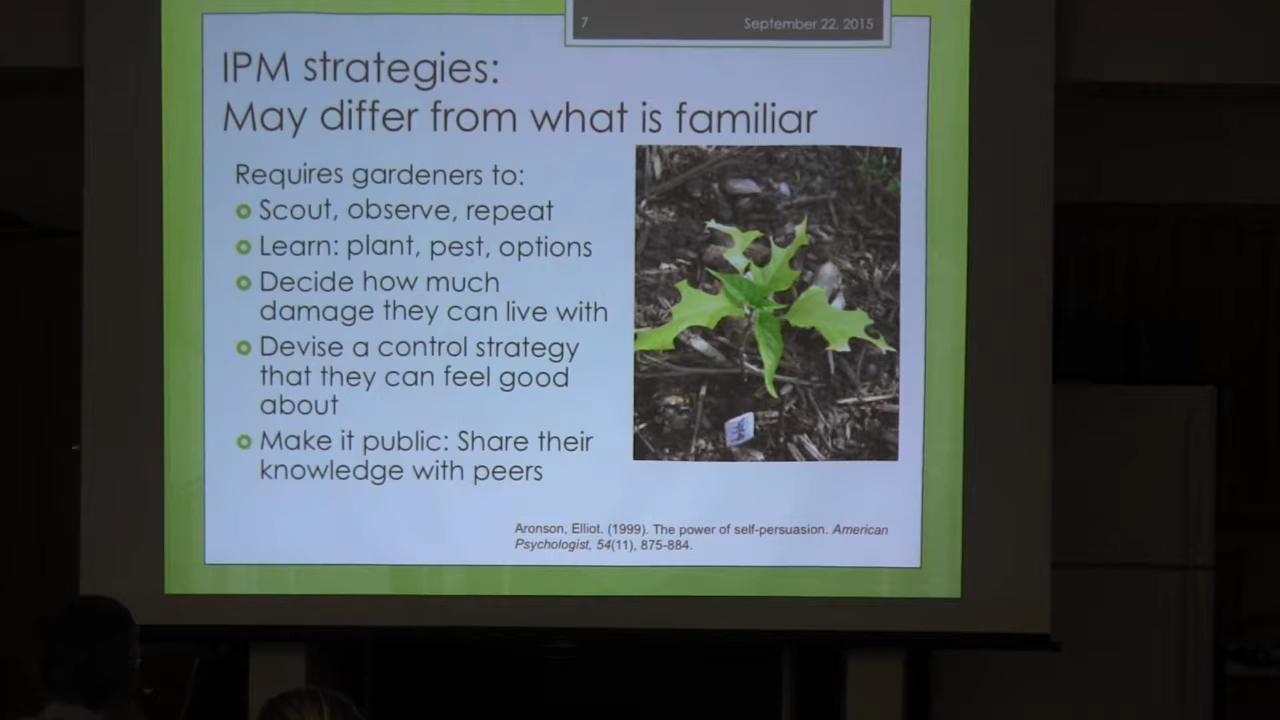 7 September 22, 2015
IPM strategies:
May differ from what is familiar
Requires gardeners to:
Scout, observe, repeat
Learn: plant, pest, options
Decide how much
damage they can live with
Devise a control strategy
that they can feel good
about
Make it public: Share their
knowledge with peers
Aronson, Elliot. (1999). The power of self-persuasion. American
Psychologist, 54(11), 875-884.